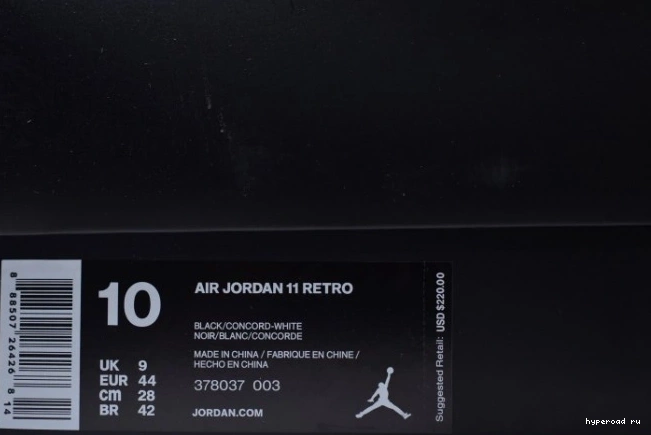 8 88507 26426 8 14
10
UK 9
EUR 44
cm 28
BR 42
AIR JORDAN 11 RETRO
BLACK/CONCORD-WHITE
NOIR/BLANC/CONCORDE
MADE IN CHINA / FABRIQUE EN CHINE /
HECHO EN CHINA
378037 003
JORDAN.COM
Suggested Retail: USD $220.00
hyperoad ru